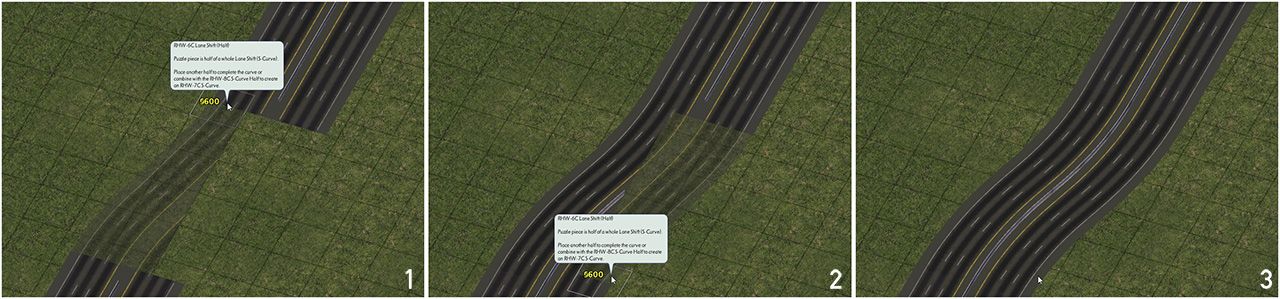 RHW-6C Lane Shift (Half)
Puzzle piece is half of a whole Lane Shift (S-Curve).
Place another half to complete the curve or
combine with the RHW-8C S-Curve Half to create
an RHW-7C S-Curve.
$600
1
RHW-6C Lane Shift (Half)
Puzzle piece is half of a whole Lane Shift (S-Curve).
Place another half to complete the curve or
combine with the RHW-8C S-Curve Half to create
an RHW-7C S-Curve.
$600
2
3